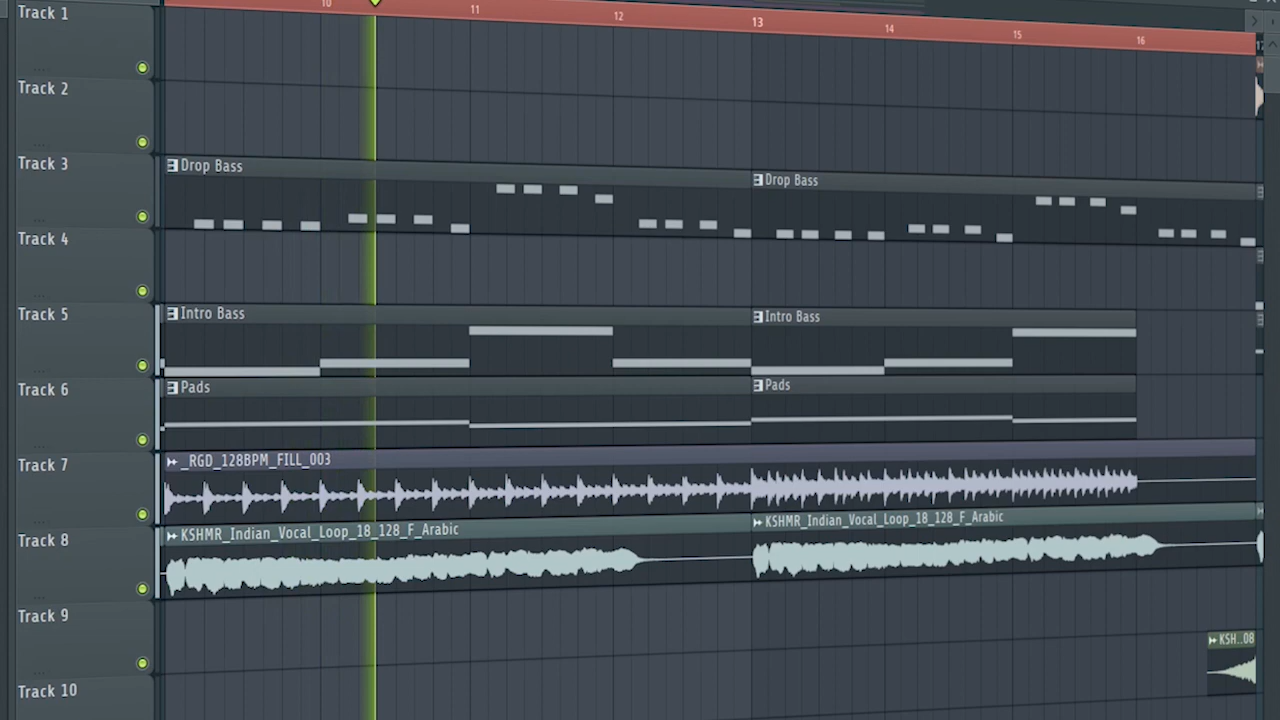 10 11 12 13 14 15 16
Track 1
Track 2
Track 3
Drop Bass
Drop Bass
Track 4
Track 5
Intro Bass
Intro Bass
Track 6
Pads
Pads
Track 7
_RGD_128BPM_FILL_003
Track 8
KSHMR_Indian_Vocal_Loop_18_128_F_Arabic
KSHMR_Indian_Vocal_Loop_18_128_F_Arabic
Track 9
KSH..08
Track 10